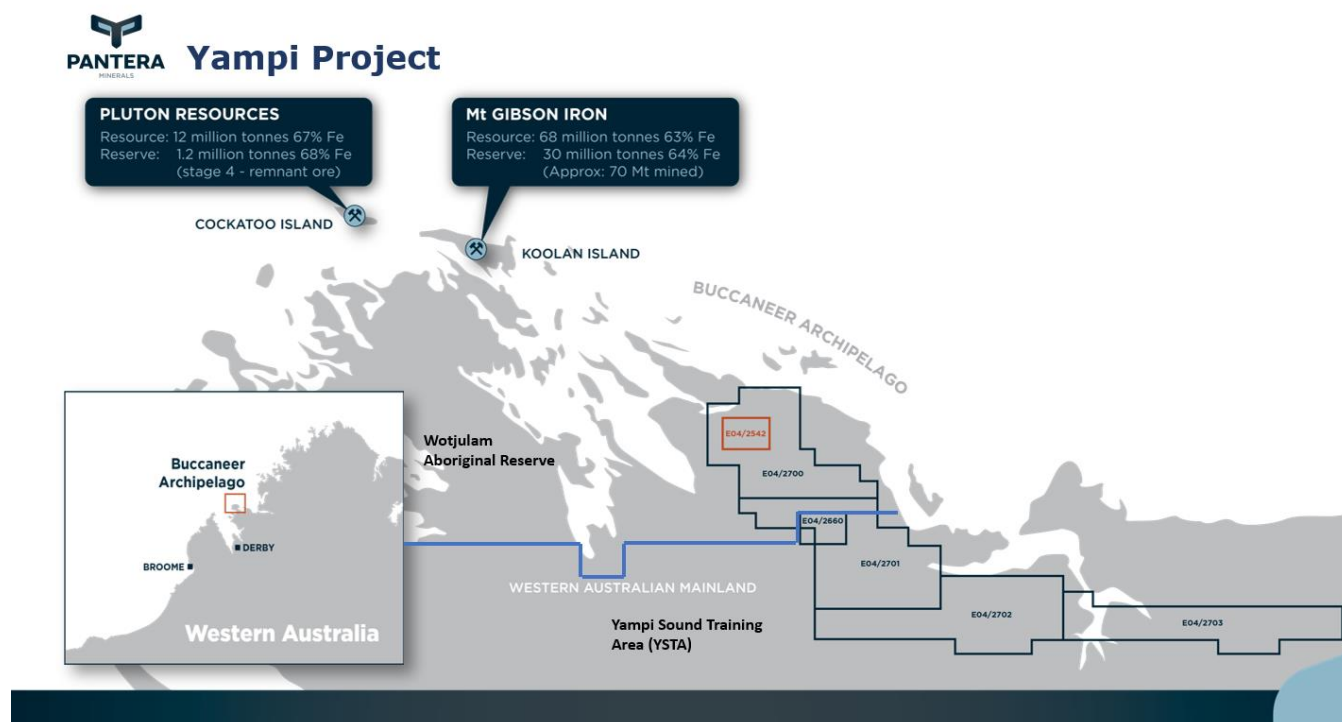 PANTERA
MINERALS
Yampi Project
PLUTON RESOURCES
Resource: 12 million tonnes 67% Fe
Reserve: 1.2 million tonnes 68% Fe
(stage 4 - remnant ore)
Mt GIBSON IRON
Resource: 68 million tonnes 63% Fe
Reserve: 30 million tonnes 64% Fe
(Approx: 70 Mt mined)
COCKATOO ISLAND
KOOLAN ISLAND
BUCCANEER ARCHIPELAGO
Wotjulam
Aboriginal Reserve
E04/2542
E04/2700
E04/2660
E04/2701
E04/2702
E04/2703
WESTERN AUSTRALIAN MAINLAND
Yampi Sound Training
Area (YSTA)
Buccaneer
Archipelago
DERBY
BROOME
Western Australia